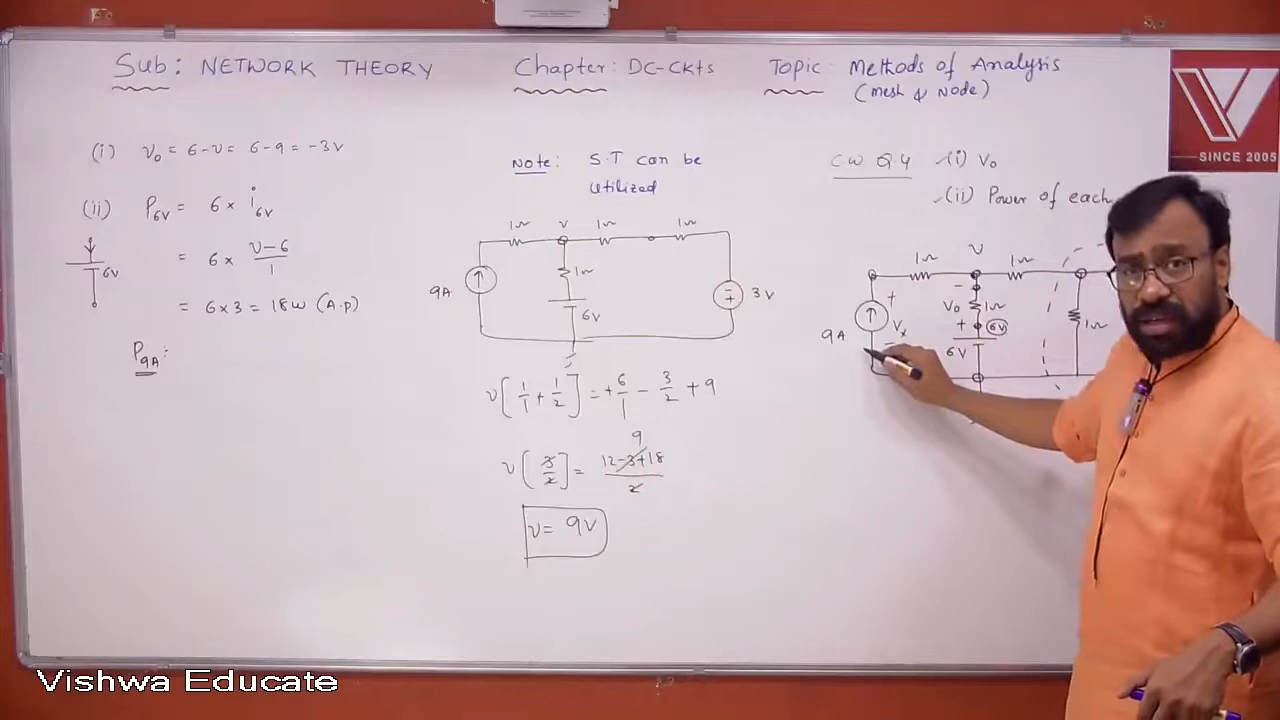 Sub: NETWORK THEORY Chapter: DC-Ckts Topic: Methods of Analysis
(mesh & Node)
SINCE 2005
(i) v₀ = 6-v = 6-9 = -3v
(ii) P6V = 6 × i6V
6V
= 6 × v-6/1
= 6×3 = 18w (A.p)
P9A:
Note: S.T can be
utilized
1Ω v 1Ω 1Ω
9A 1Ω 3V
6V
v[1/1 + 1/2] = +6/1 - 3/2 + 9
9
v[3/2] = 12-3+18/2
v= 9V
CW Q.4 (i) V₀
(ii) Power of each
1Ω v 1Ω
9A + Vx - - V₀ + 1Ω 6V 1Ω
6V
Vishwa Educate